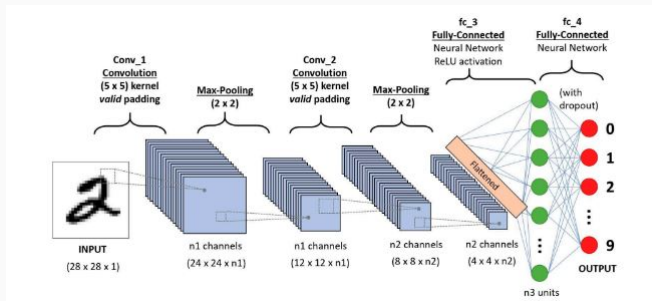 fc_3
Fully-Connected
Neural Network
ReLU activation
fc_4
Fully-Connected
Neural Network
Conv_1
Convolution
(5 x 5) kernel
valid padding
Max-Pooling
(2 x 2)
Conv_2
Convolution
(5 x 5) kernel
valid padding
Max-Pooling
(2 x 2)
(with
dropout)
Flattened
2
0
1
2
9
INPUT
(28 x 28 x 1)
n1 channels
(24 x 24 x n1)
n1 channels
(12 x 12 x n1)
n2 channels
(8 x 8 x n2)
n2 channels
(4 x 4 x n2)
OUTPUT
n3 units